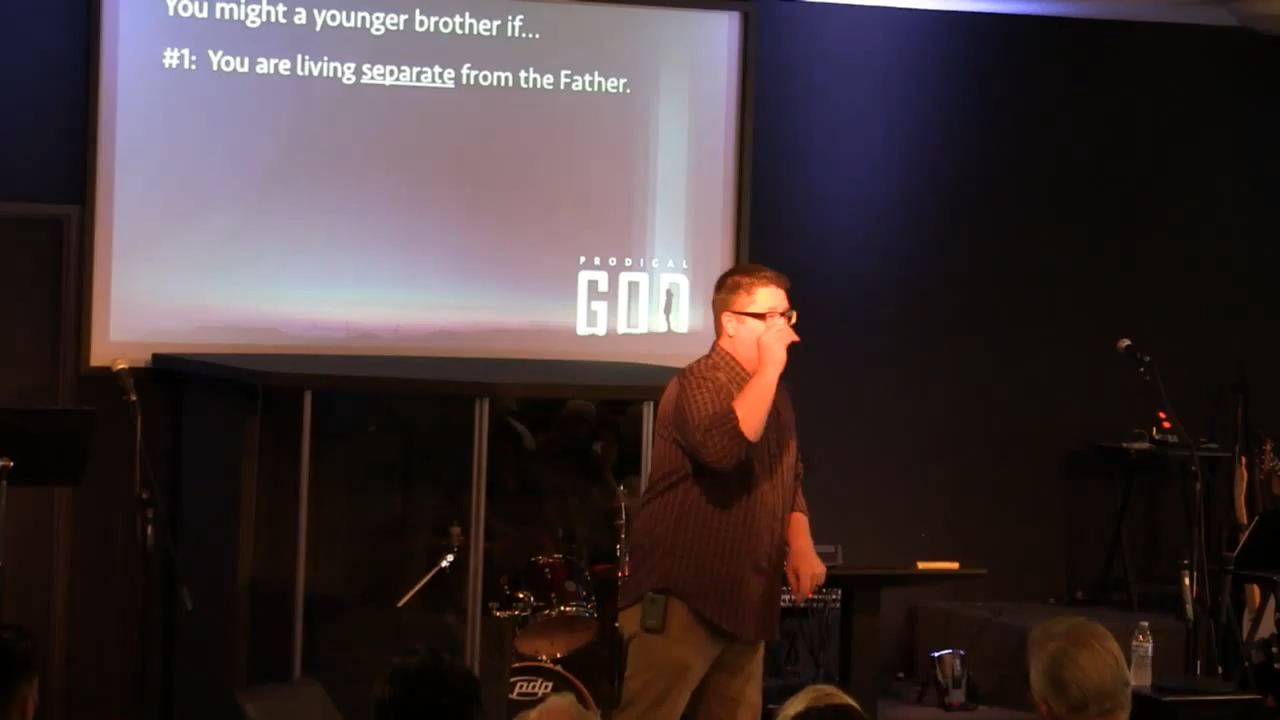 You might a younger brother if...
#1: You are living separate from the Father.
PRODIGAL
GOD
pdp